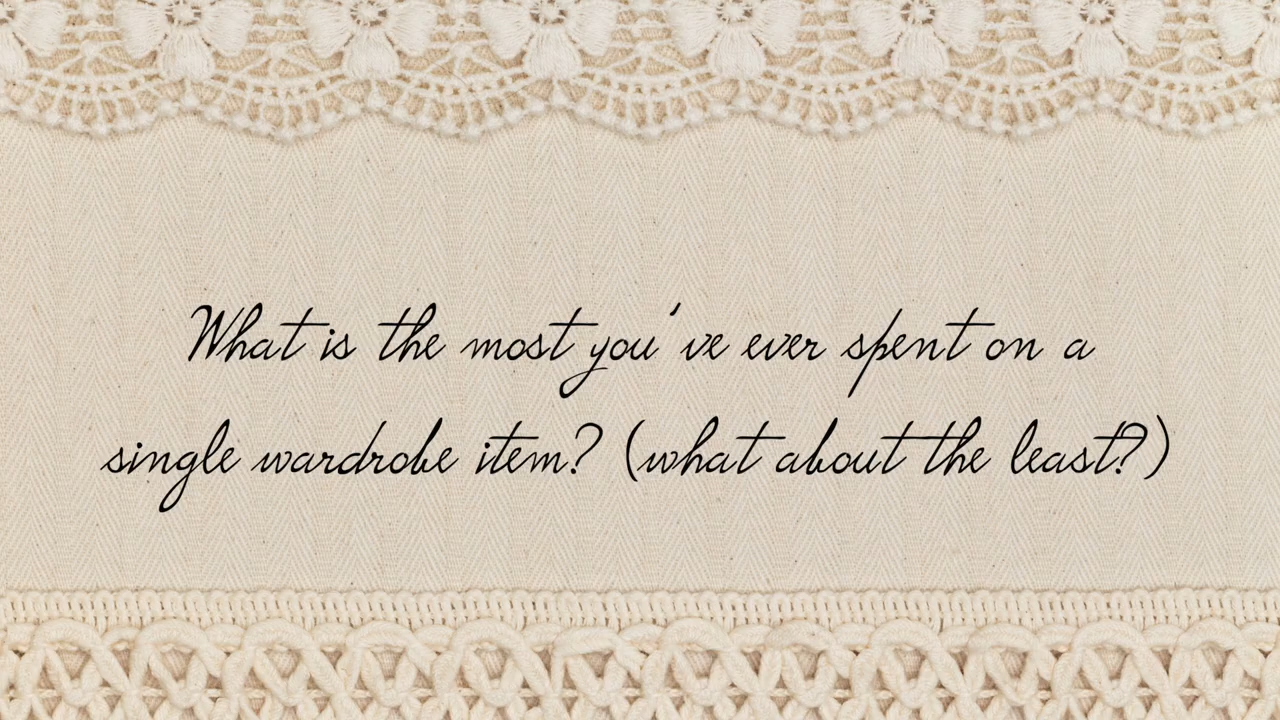 What is the most you've ever spent on a
single wardrobe item? (what about the least?)